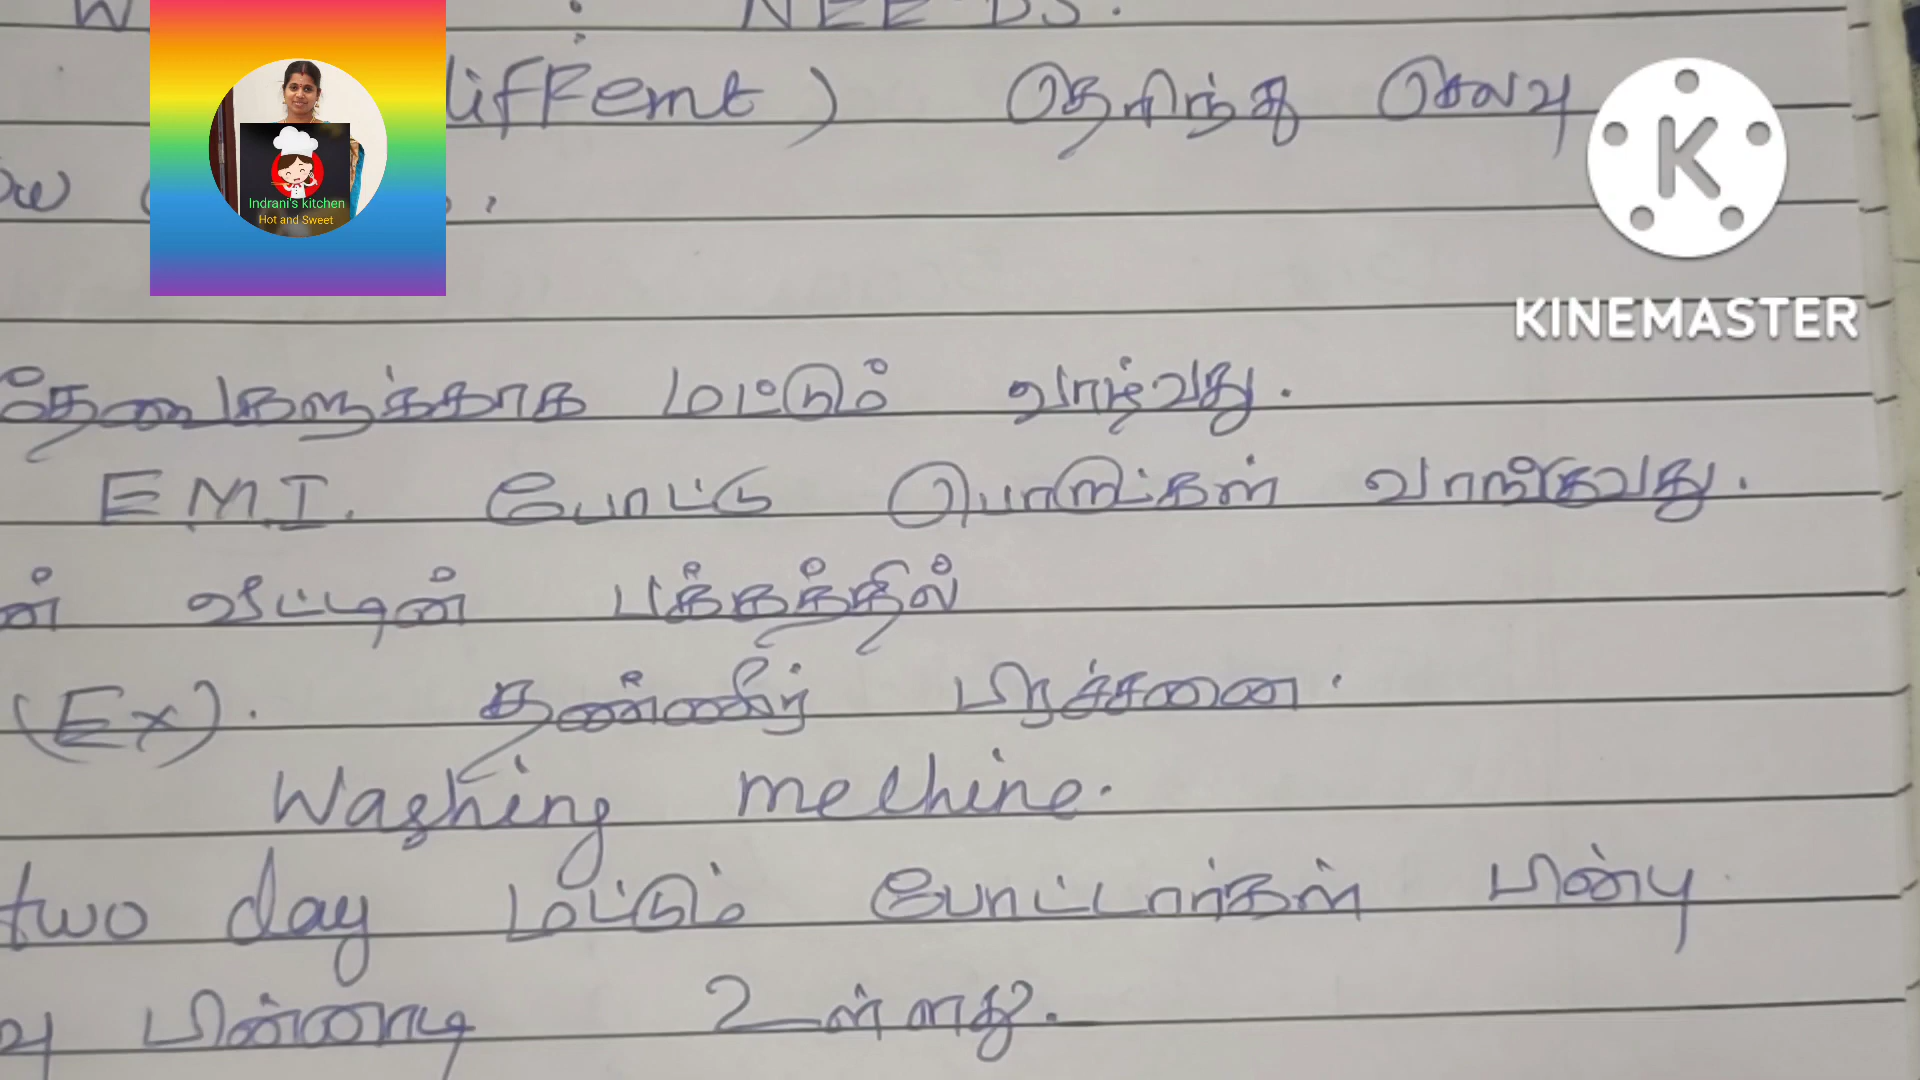 NEEDS.
different) தெரிந்து செலவு
Indrani's kitchen
Hot and Sweet
KINEMASTER
தேவைகளுக்காக மட்டும் வாழ்வது.
E.M.I. போட்டு பொருட்கள் வாங்குவது.
வீட்டின் பக்கத்தில்
(Ex). தண்ணீர் பிரச்சனை.
Washing mechine.
two day மட்டும் போட்டார்கள் பின்பு
பின்னாடி உள்ளது.